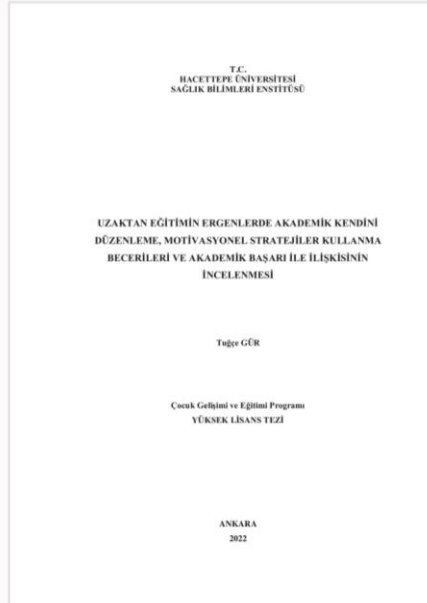 T.C.
HACETTEPE ÜNİVERSİTESİ
SAĞLIK BİLİMLERİ ENSTİTÜSÜ
UZAKTAN EĞİTİMİN ERGENLERDE AKADEMİK KENDİNİ
DÜZENLEME, MOTİVASYONEL STRATEJİLER KULLANMA
BECERİLERİ VE AKADEMİK BAŞARI İLE İLİŞKİSİNİN
İNCELENMESİ
Tuğçe GÜR
Çocuk Gelişimi ve Eğitimi Programı
YÜKSEK LİSANS TEZİ
ANKARA
2022